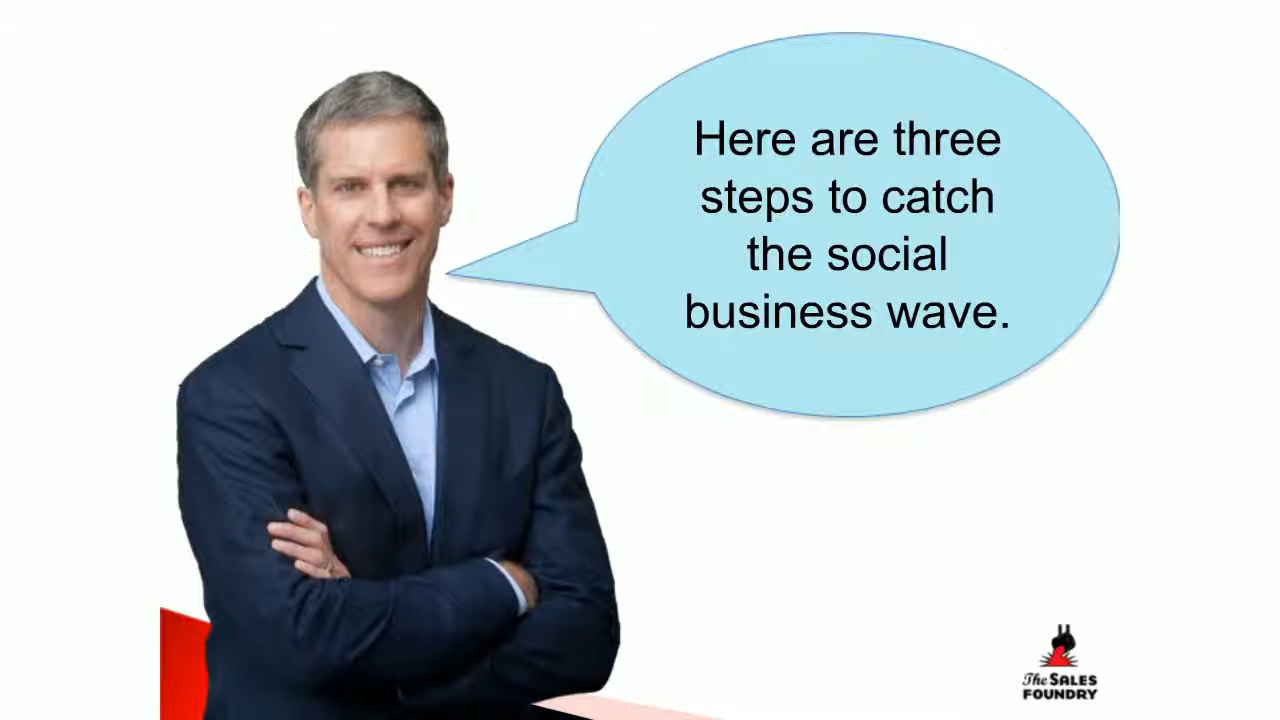 Here are three
steps to catch
the social
business wave.
The SALES
FOUNDRY